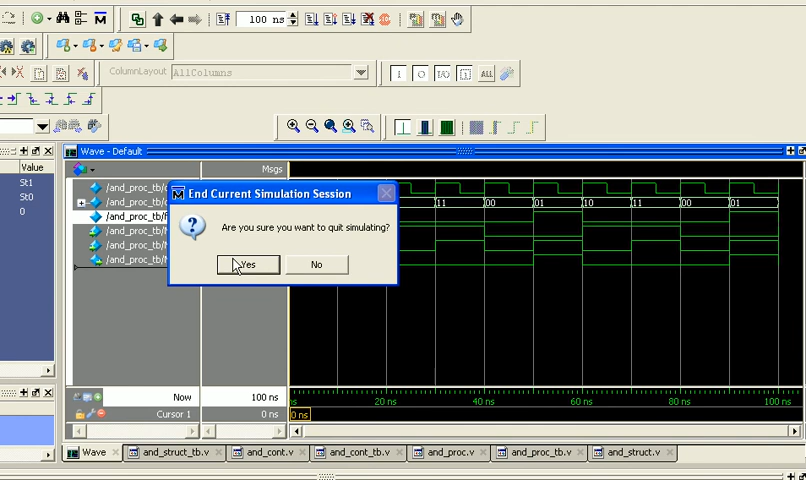 100 ns
ColumnLayout AllColumns
ALL
Wave - Default
Value
Msgs
St1
St0
0
/and_proc_tb/
/and_proc_tb/
/and_proc_tb/
/and_proc_tb/
/and_proc_tb/
/and_proc_tb/
11 00 01 10 11 00 01
End Current Simulation Session
Are you sure you want to quit simulating?
Yes
No
Now
100 ns
ns 20 ns 40 ns 60 ns 80 ns 100 ns
Cursor 1
0 ns
0 ns
Wave
and_struct_tb.v
and_cont.v
and_cont_tb.v
and_proc.v
and_proc_tb.v
and_struct.v